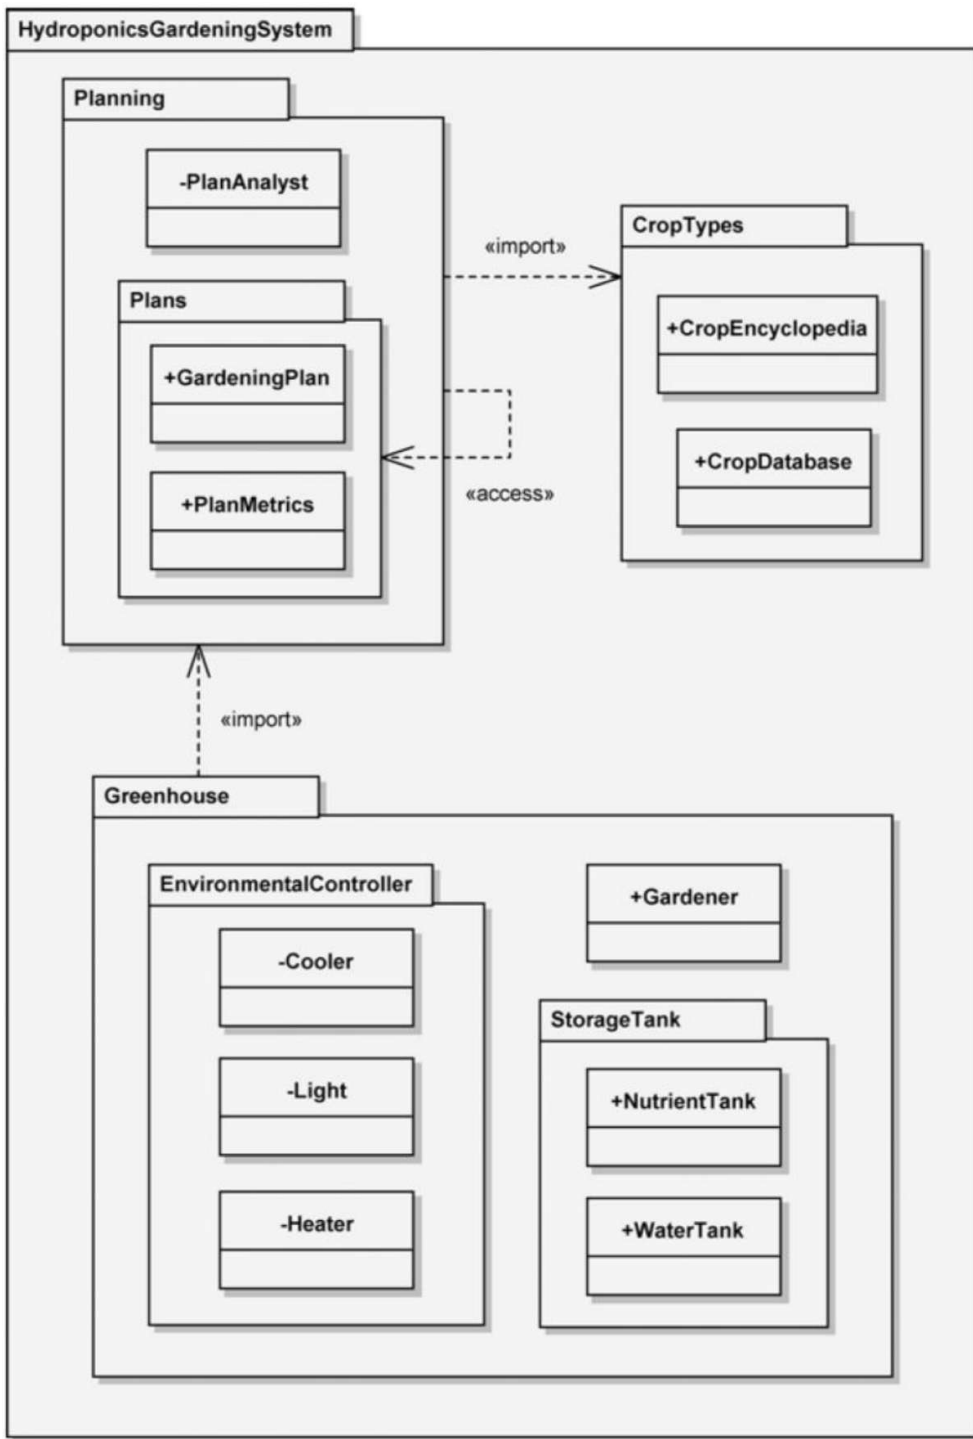 HydroponicsGardeningSystem
Planning
-PlanAnalyst
Plans
+GardeningPlan
+PlanMetrics
«import»
«access»
CropTypes
+CropEncyclopedia
+CropDatabase
«import»
Greenhouse
EnvironmentalController
-Cooler
-Light
-Heater
+Gardener
StorageTank
+NutrientTank
+WaterTank